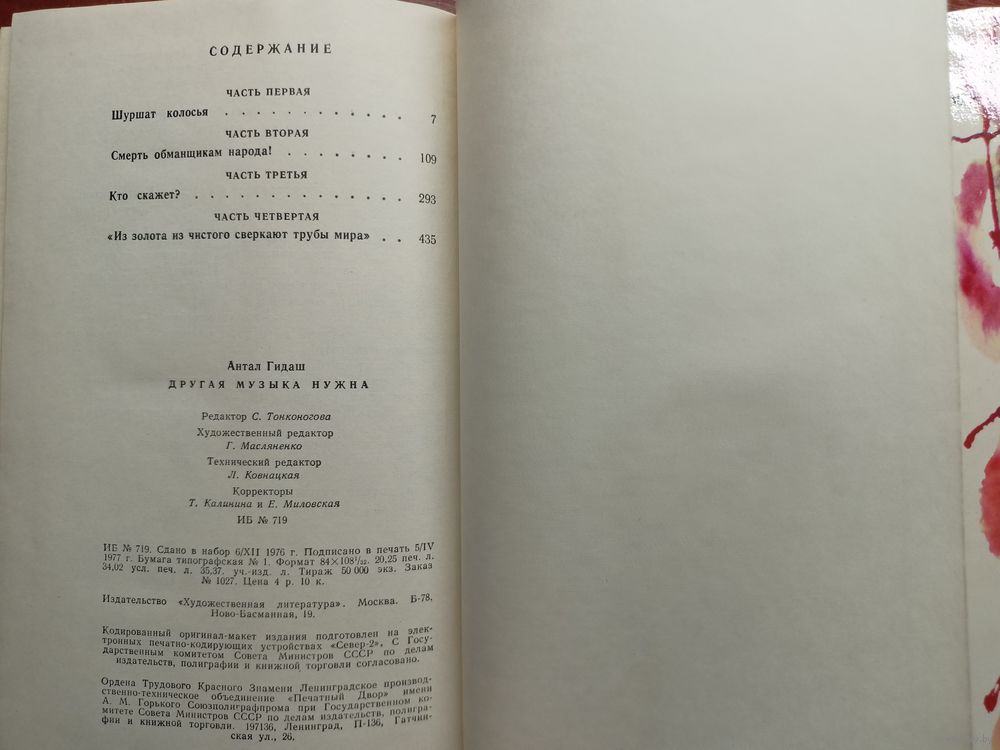 СОДЕРЖАНИЕ
ЧАСТЬ ПЕРВАЯ
Шуршат колосья . . . . . . . . . . . . 7
ЧАСТЬ ВТОРАЯ
Смерть обманщикам народа! . . . . . . . . 109
ЧАСТЬ ТРЕТЬЯ
Кто скажет? . . . . . . . . . . . . . . 293
ЧАСТЬ ЧЕТВЕРТАЯ
«Из золота из чистого сверкают трубы мира» . . 435
Антал Гидаш
ДРУГАЯ МУЗЫКА НУЖНА
Редактор С. Тонконогова
Художественный редактор
Г. Масляненко
Технический редактор
Л. Ковнацкая
Корректоры
Т. Калинина и Е. Миловская
ИБ № 719
ИБ № 719. Сдано в набор 6/XII 1976 г. Подписано в печать 5/IV
1977 г. Бумага типографская № 1. Формат 84×108¹/₃₂. 20,25 печ. л.
34,02 усл. печ. л. 35,37. уч.-изд. л. Тираж 50 000 экз. Заказ
№ 1027. Цена 4 р. 10 к.
Издательство «Художественная литература». Москва. Б-78.
Ново-Басманная, 19.
Кодированный оригинал-макет издания подготовлен на элек-
тронных печатно-кодирующих устройствах «Север-2». С Госу-
дарственным комитетом Совета Министров СССР по делам
издательств, полиграфии и книжной торговли согласовано.
Ордена Трудового Красного Знамени Ленинградское производ-
ственно-техническое объединение «Печатный Двор» имени
А. М. Горького Союзполиграфпрома при Государственном ко-
митете Совета Министров СССР по делам издательств, полигра-
фии и книжной торговли. 197136, Ленинград, П-136, Гатчин-
ская ул., 26.